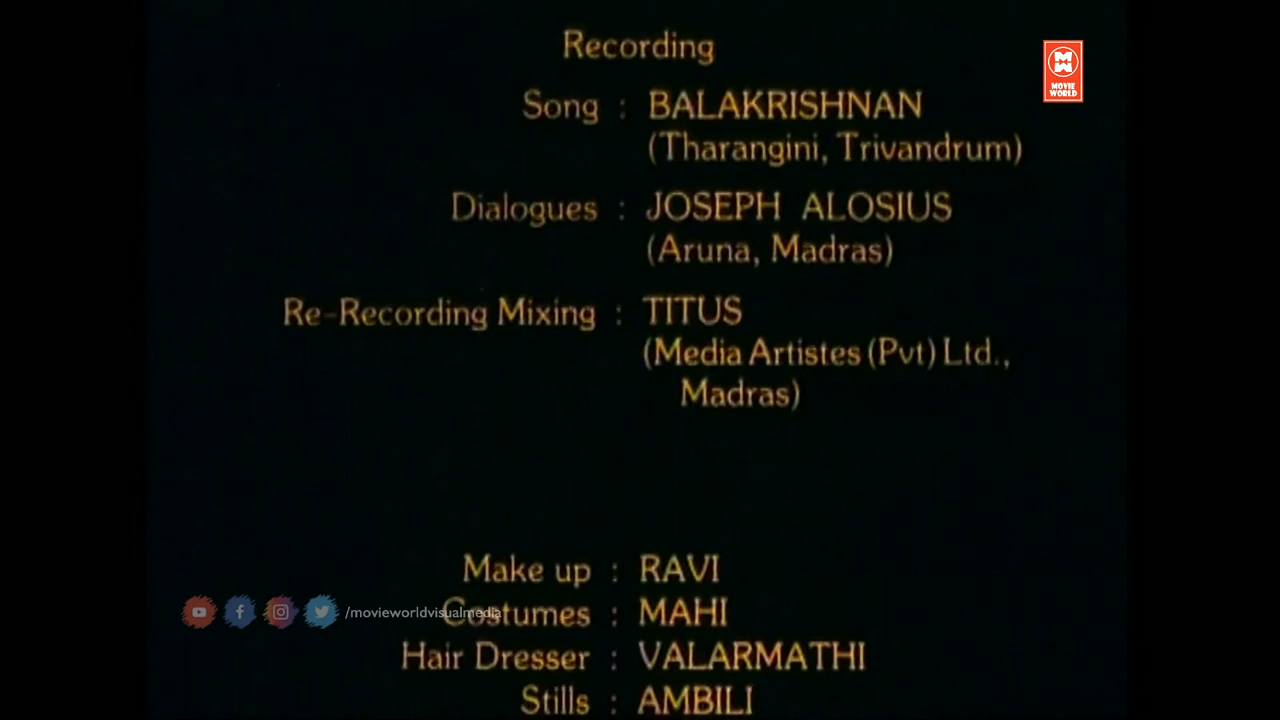 Recording
MOVIE
WORLD
Song : BALAKRISHNAN
(Tharangini, Trivandrum)
Dialogues : JOSEPH ALOSIUS
(Aruna, Madras)
Re-Recording Mixing : TITUS
(Media Artistes (Pvt) Ltd.,
Madras)
Make up : RAVI
/movieworldvisualmedia
Costumes : MAHI
Hair Dresser : VALARMATHI
Stills : AMBILI